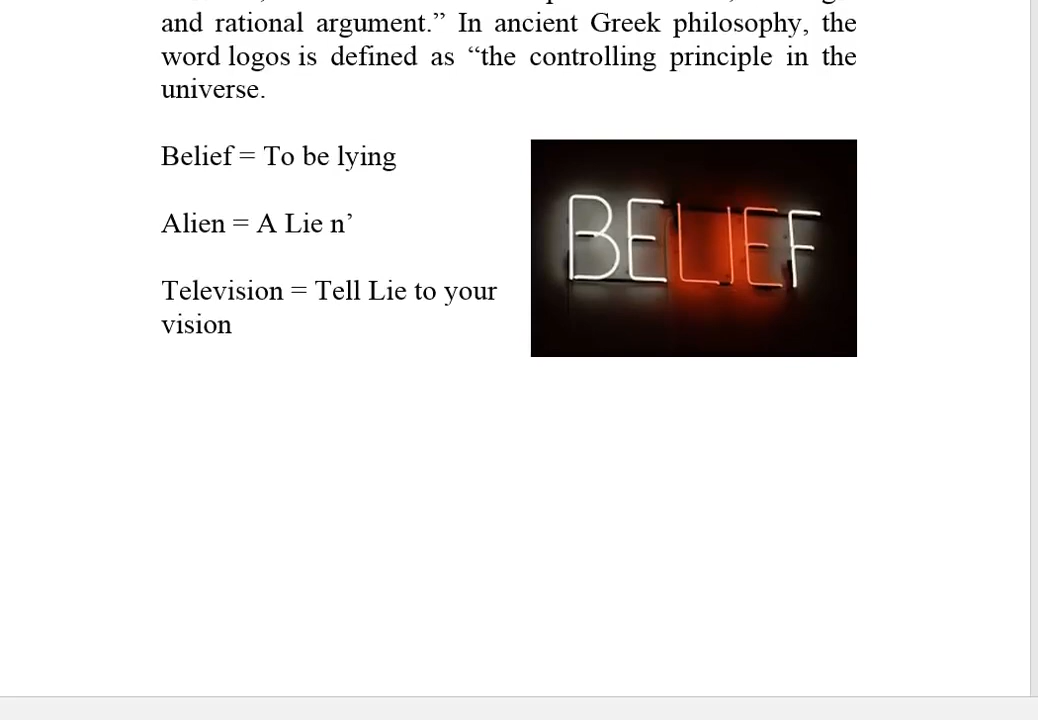 and rational argument.” In ancient Greek philosophy, the
word logos is defined as “the controlling principle in the
universe.
Belief = To be lying
Alien = A Lie n’
Television = Tell Lie to your
vision
BELIEF